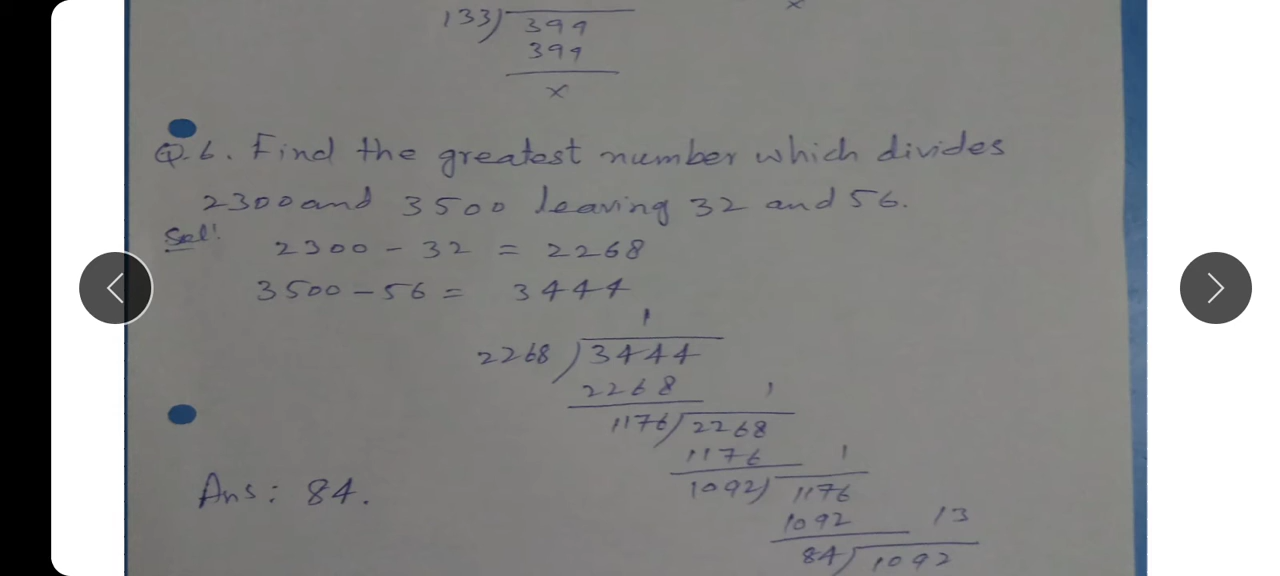 133) 399
399
×
×
Q.6. Find the greatest number which divides
2300 and 3500 leaving 32 and 56.
Sol!
2300 - 32 = 2268
3500 - 56 = 3444
1
2268 ) 3444
2268 1
1176) 2268
1176 1
1092) 1176
1092 13
84) 1092
Ans: 84.